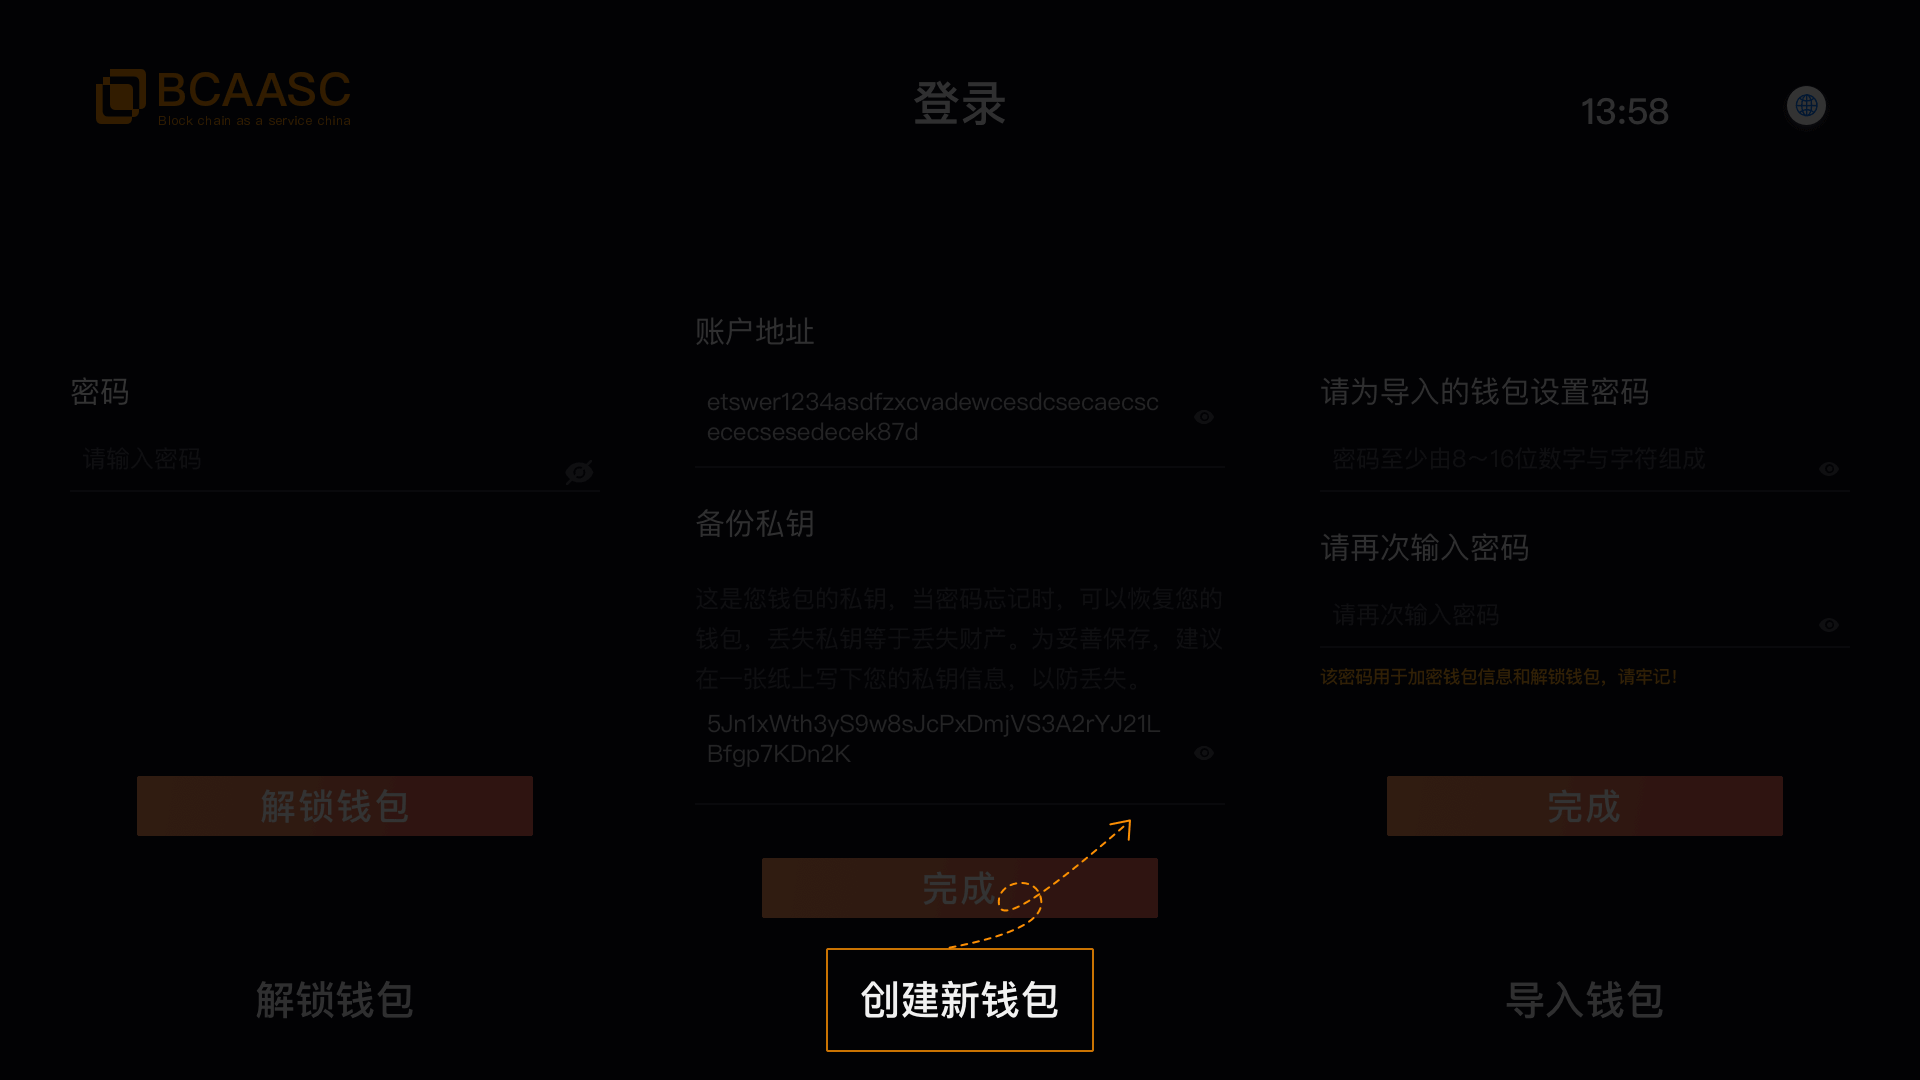 BCAASC
Block chain as a service china
登录
13:58
密码
请输入密码
解锁钱包
解锁钱包
账户地址
etswer1234asdfzxcvadewcesdcsecaecsc
ececsesedecek87d
备份私钥
这是您钱包的私钥，当密码忘记时，可以恢复您的
钱包，丢失私钥等于丢失财产。为妥善保存，建议
在一张纸上写下您的私钥信息，以防丢失。
5Jn1xWth3yS9w8sJcPxDmjVS3A2rYJ21L
Bfgp7KDn2K
完成
创建新钱包
请为导入的钱包设置密码
密码至少由8～16位数字与字符组成
请再次输入密码
请再次输入密码
该密码用于加密钱包信息和解锁钱包，请牢记！
完成
导入钱包